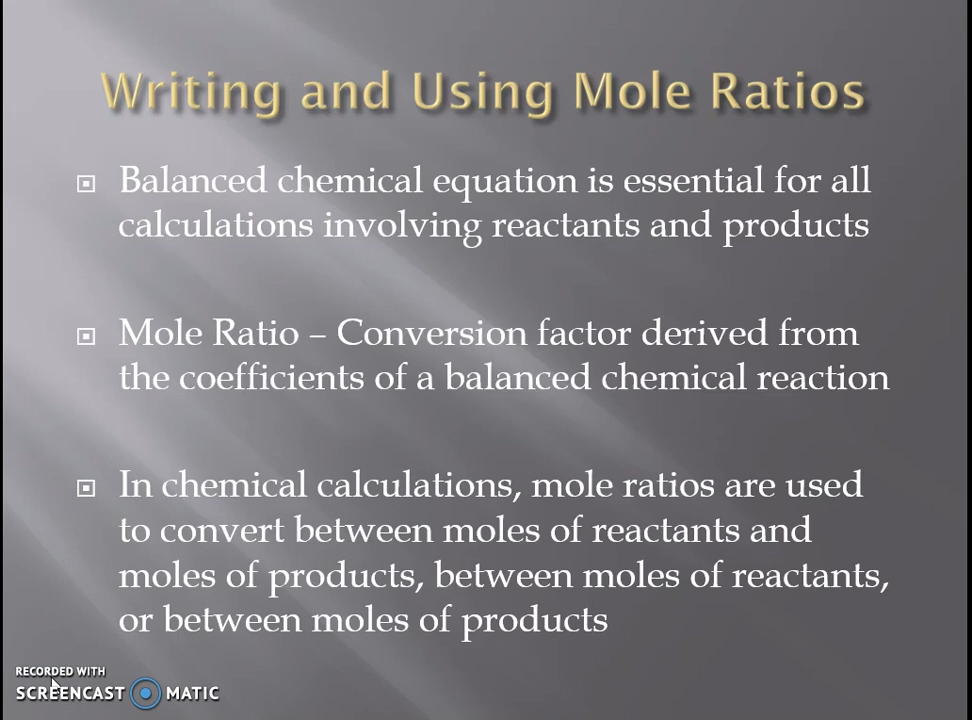 Writing and Using Mole Ratios
Balanced chemical equation is essential for all
calculations involving reactants and products
Mole Ratio – Conversion factor derived from
the coefficients of a balanced chemical reaction
In chemical calculations, mole ratios are used
to convert between moles of reactants and
moles of products, between moles of reactants,
or between moles of products
RECORDED WITH
SCREENCAST MATIC